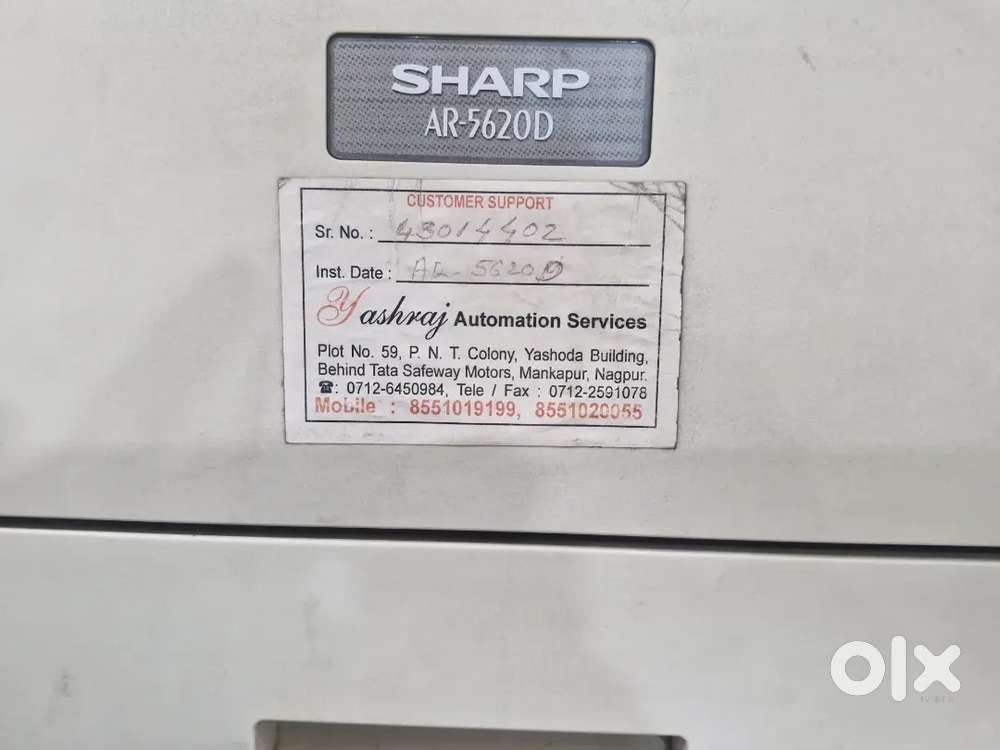 SHARP
AR-5620D
CUSTOMER SUPPORT
Sr. No. : 43014402
Inst. Date : AR-5620D
Yashraj Automation Services
Plot No. 59, P. N. T. Colony, Yashoda Building,
Behind Tata Safeway Motors, Mankapur, Nagpur.
☎: 0712-6450984, Tele / Fax : 0712-2591078
Mobile : 8551019199, 8551020055
olx